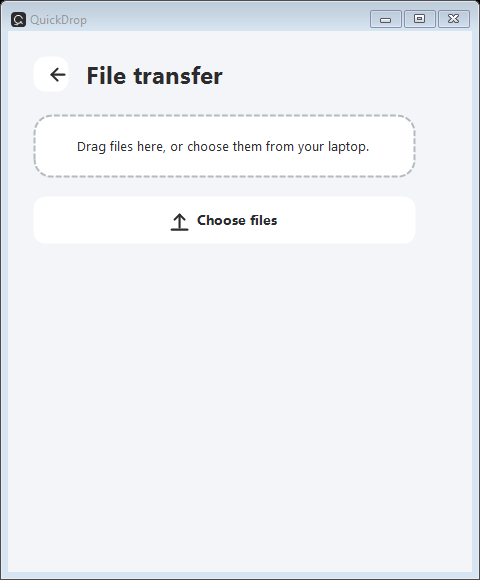 QuickDrop
File transfer
Drag files here, or choose them from your laptop.
Choose files